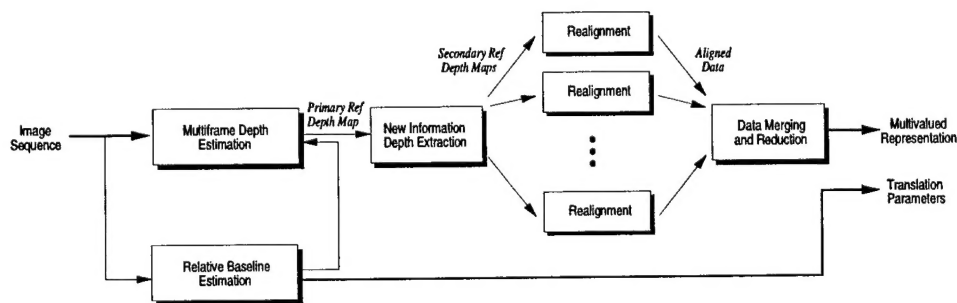 Image
Sequence
Multiframe Depth
Estimation
Primary Ref
Depth Map
New Information
Depth Extraction
Secondary Ref
Depth Maps
Realignment
Realignment
Realignment
Aligned
Data
Data Merging
and Reduction
Multivalued
Representation
Translation
Parameters
Relative Baseline
Estimation